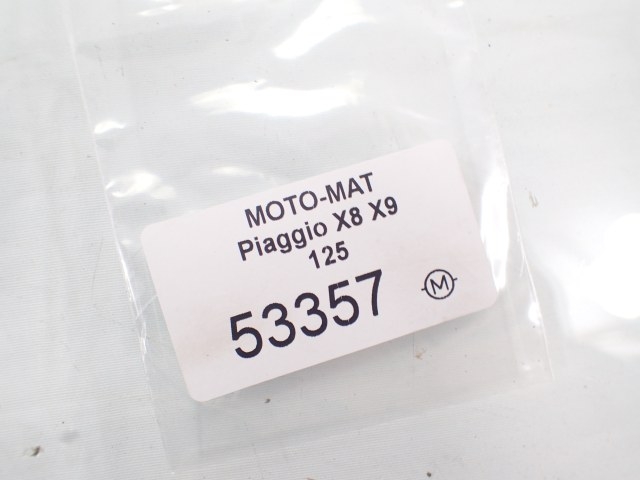 MOTO-MAT
Piaggio X8 X9
125
53357
M